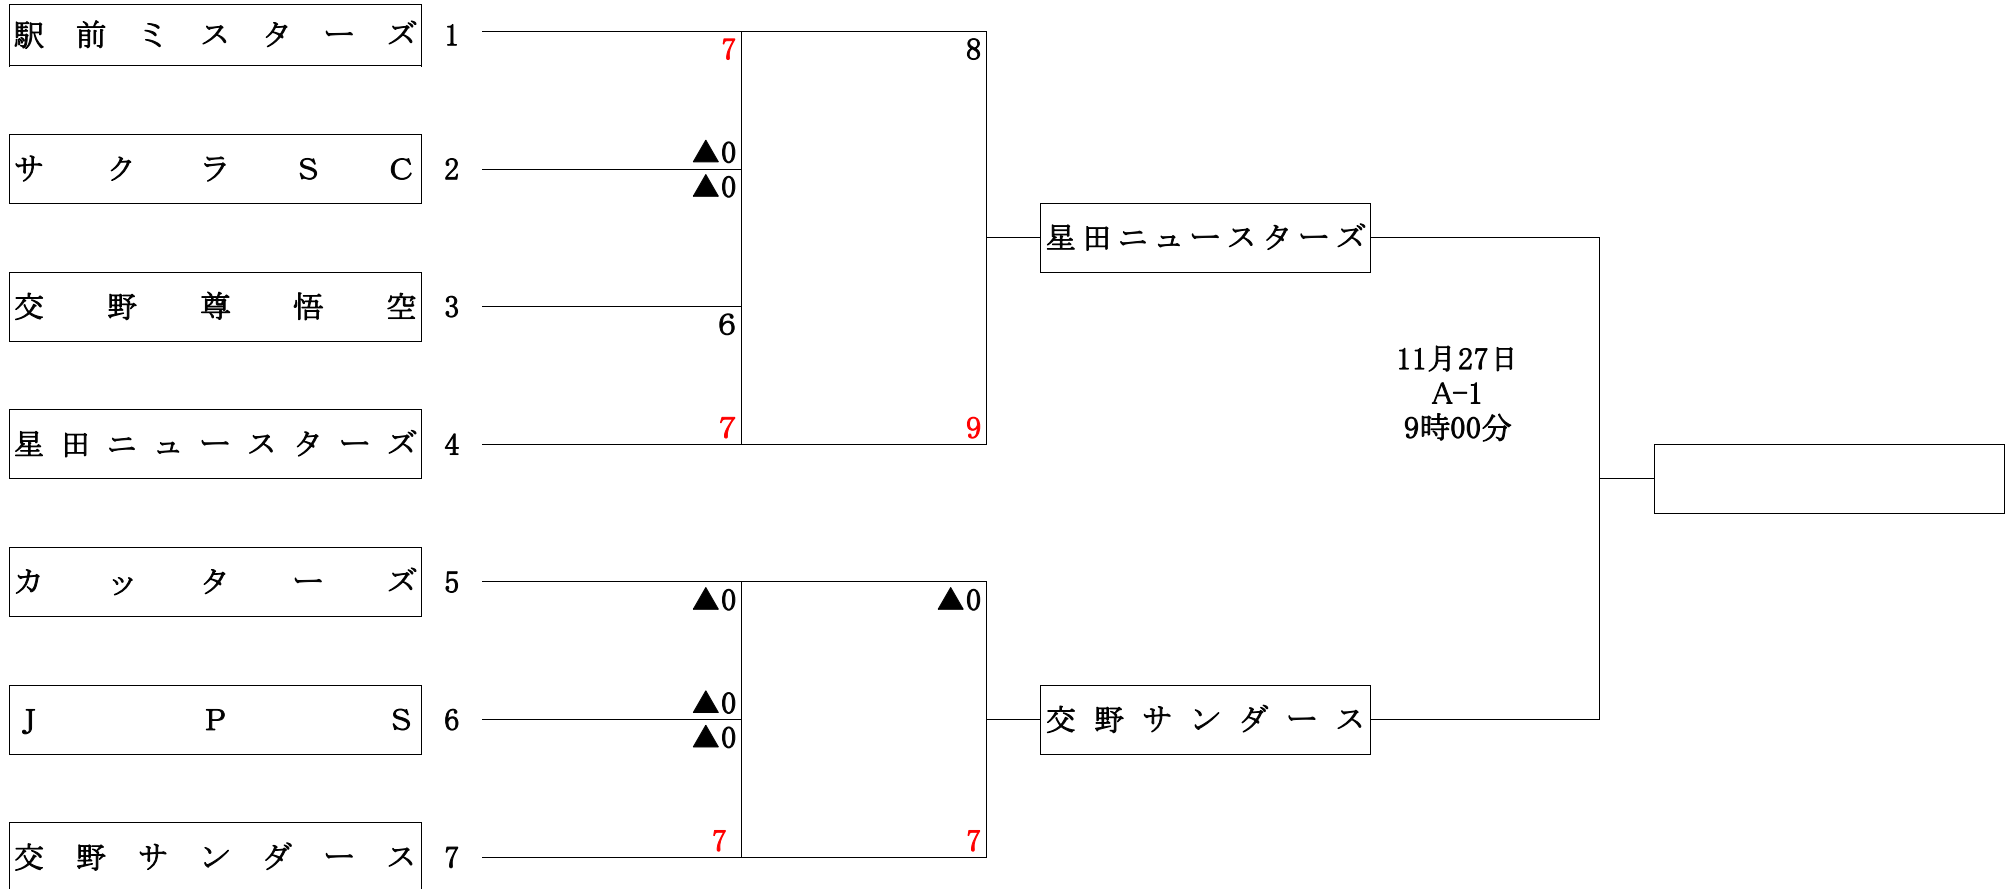 駅前ミスターズ 1
7
8
▲0
サクラSC 2
▲0
星田ニュースターズ
交野尊悟空 3
6
11月27日
A-1
9時00分
7
9
星田ニュースターズ 4
カッターズ 5
▲0
▲0
▲0
JPS 6
▲0
交野サンダース
7
7
交野サンダース 7